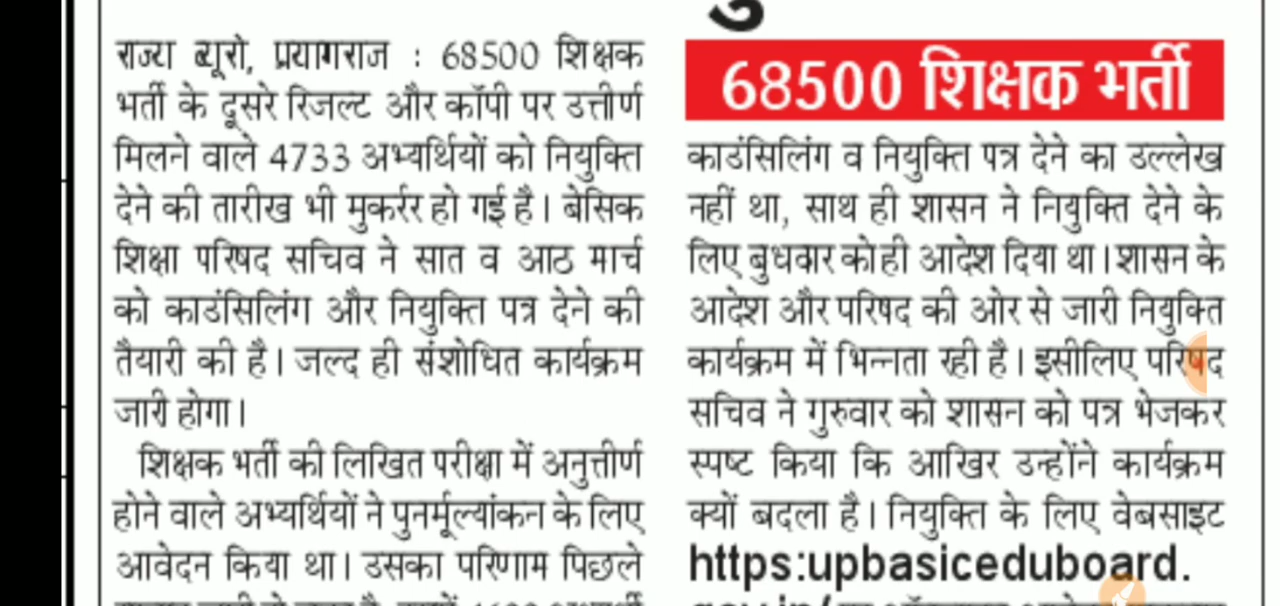 राज्य ब्यूरो, प्रयागराज : 68500 शिक्षक
भर्ती के दूसरे रिजल्ट और कॉपी पर उत्तीर्ण
मिलने वाले 4733 अभ्यर्थियों को नियुक्ति
देने की तारीख भी मुकर्रर हो गई है। बेसिक
शिक्षा परिषद सचिव ने सात व आठ मार्च
को काउंसिलिंग और नियुक्ति पत्र देने की
तैयारी की है। जल्द ही संशोधित कार्यक्रम
जारी होगा।
शिक्षक भर्ती की लिखित परीक्षा में अनुत्तीर्ण
होने वाले अभ्यर्थियों ने पुनर्मूल्यांकन के लिए
आवेदन किया था। उसका परिणाम पिछले
68500 शिक्षक भर्ती
काउंसिलिंग व नियुक्ति पत्र देने का उल्लेख
नहीं था, साथ ही शासन ने नियुक्ति देने के
लिए बुधवार को ही आदेश दिया था। शासन के
आदेश और परिषद की ओर से जारी नियुक्ति
कार्यक्रम में भिन्नता रही है। इसीलिए परिषद
सचिव ने गुरुवार को शासन को पत्र भेजकर
स्पष्ट किया कि आखिर उन्होंने कार्यक्रम
क्यों बदला है। नियुक्ति के लिए वेबसाइट
https:upbasiceduboard.